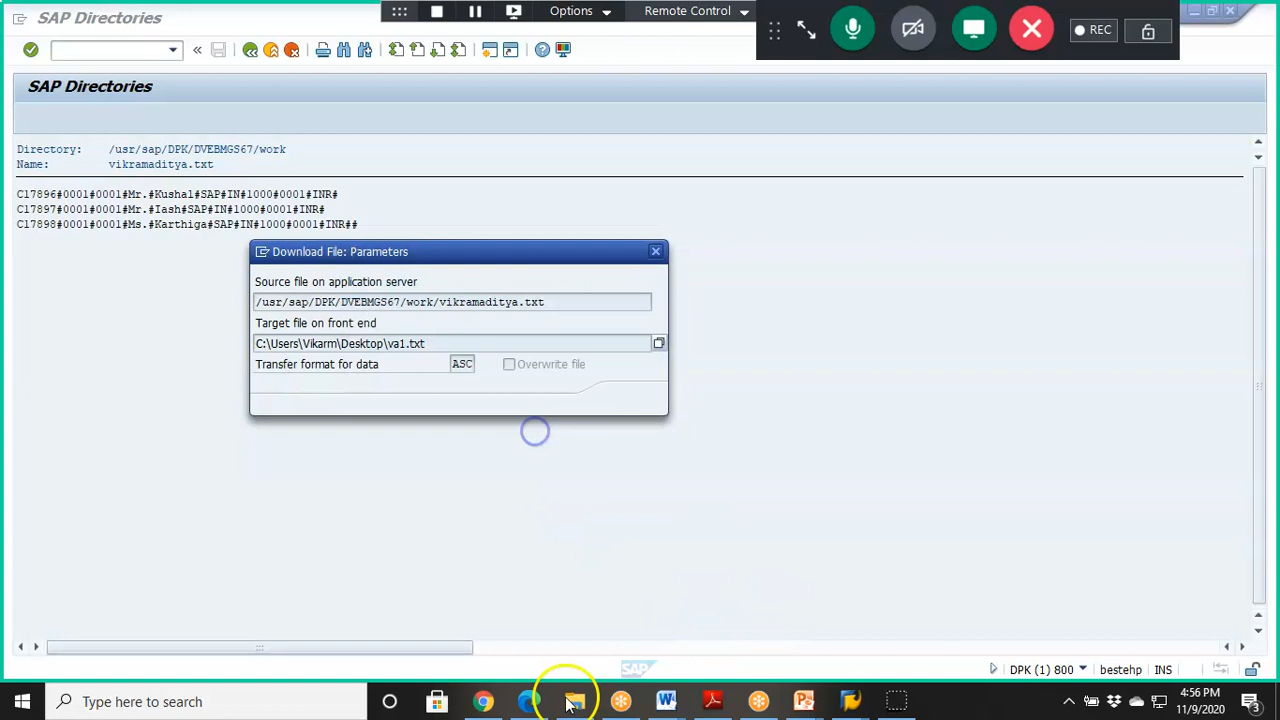 SAP Directories
Options
Remote Control
REC
SAP Directories
Directory: /usr/sap/DPK/DVEBMGS67/work
Name: vikramaditya.txt
C17896#0001#0001#Mr.#Kushal#SAP#IN#1000#0001#INR#
C17897#0001#0001#Mr.#Iash#SAP#IN#1000#0001#INR#
C17898#0001#0001#Ms.#Karthiga#SAP#IN#1000#0001#INR##
Download File: Parameters
Source file on application server
/usr/sap/DPK/DVEBMGS67/work/vikramaditya.txt
Target file on front end
C:\Users\Vikarm\Desktop\va1.txt
Transfer format for data ASC Overwrite file
SAP
DPK (1) 800 bestehp INS
Type here to search
4:56 PM
11/9/2020
3